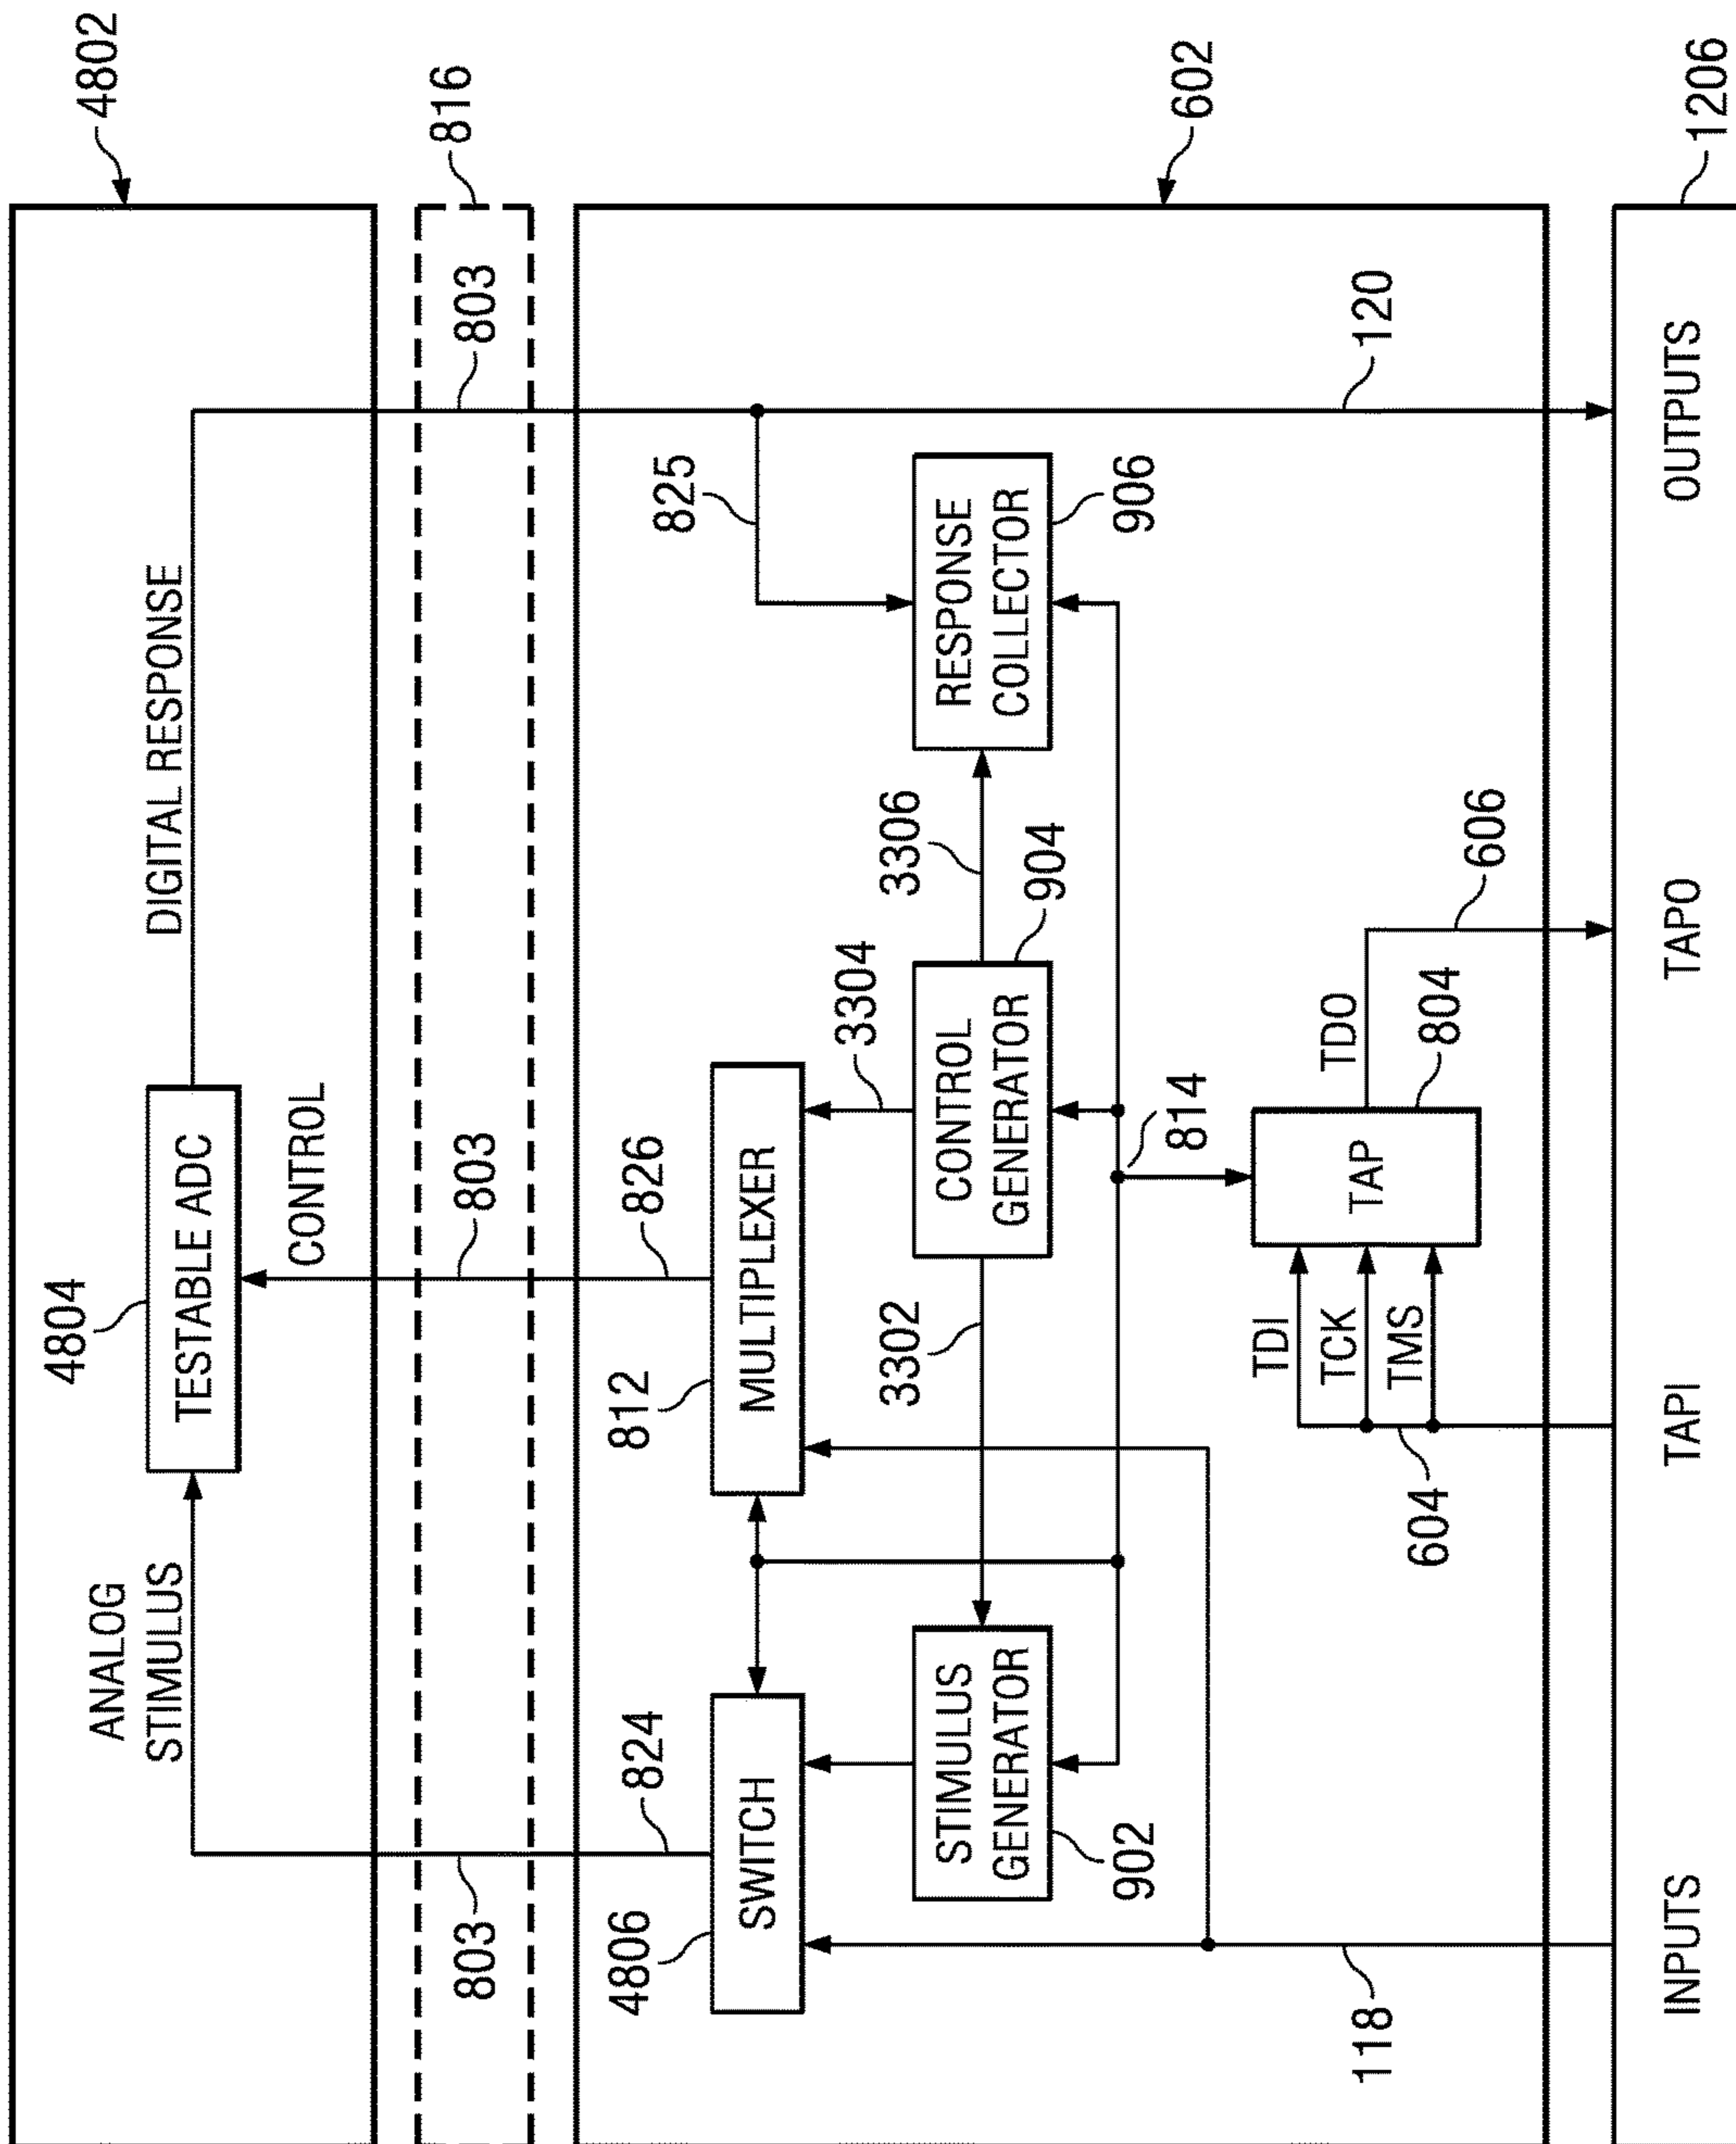 4802
816
602
1206
4804
TESTABLE ADC
ANALOG
STIMULUS
CONTROL
DIGITAL RESPONSE
803
803
803
824
826
825
4806
SWITCH
812
MULTIPLEXER
3304
3302
3306
STIMULUS
GENERATOR
902
CONTROL
GENERATOR
904
RESPONSE
COLLECTOR
906
120
814
TDI
TCK
TMS
TAP
TDO
804
606
604
118
INPUTS
TAPI
TAPO
OUTPUTS